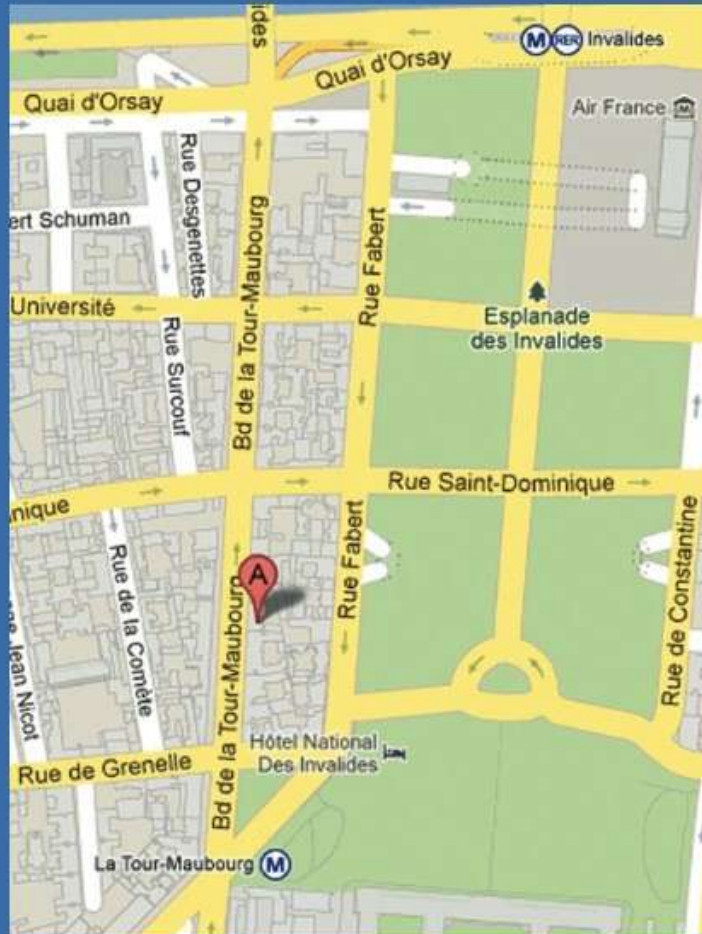 ides
M RER Invalides
Quai d'Orsay
Quai d'Orsay
Air France
Rue Desgenettes
ert Schuman
Bd de la Tour-Maubourg
Rue Fabert
Université
Esplanade
des Invalides
Rue Surcouf
Rue Saint-Dominique
inique
Rue de la Comète
A
Bd de la Tour-Maubourg
Rue Fabert
Rue de Constantine
Jean Nicot
Hôtel National
Des Invalides
Rue de Grenelle
La Tour-Maubourg M